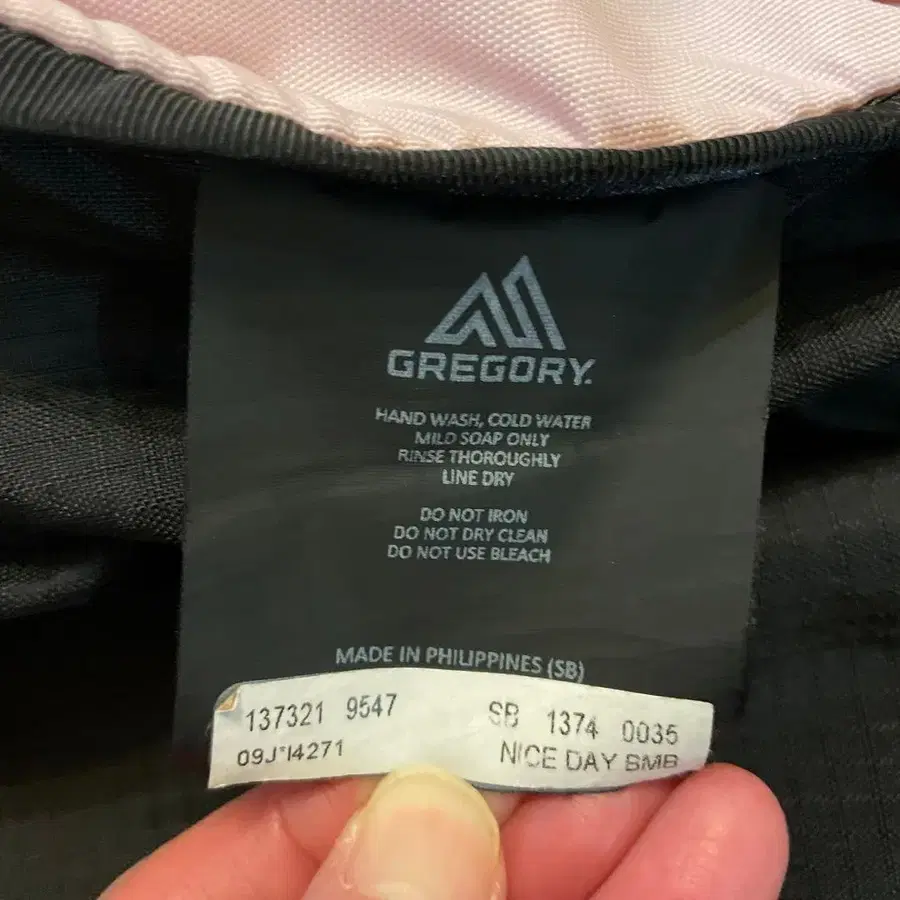 GREGORY.
HAND WASH, COLD WATER
MILD SOAP ONLY
RINSE THOROUGHLY
LINE DRY
DO NOT IRON
DO NOT DRY CLEAN
DO NOT USE BLEACH
MADE IN PHILIPPINES (SB)
137321 9547 SB 1374 0035
09J*I4271 NICE DAY BMB